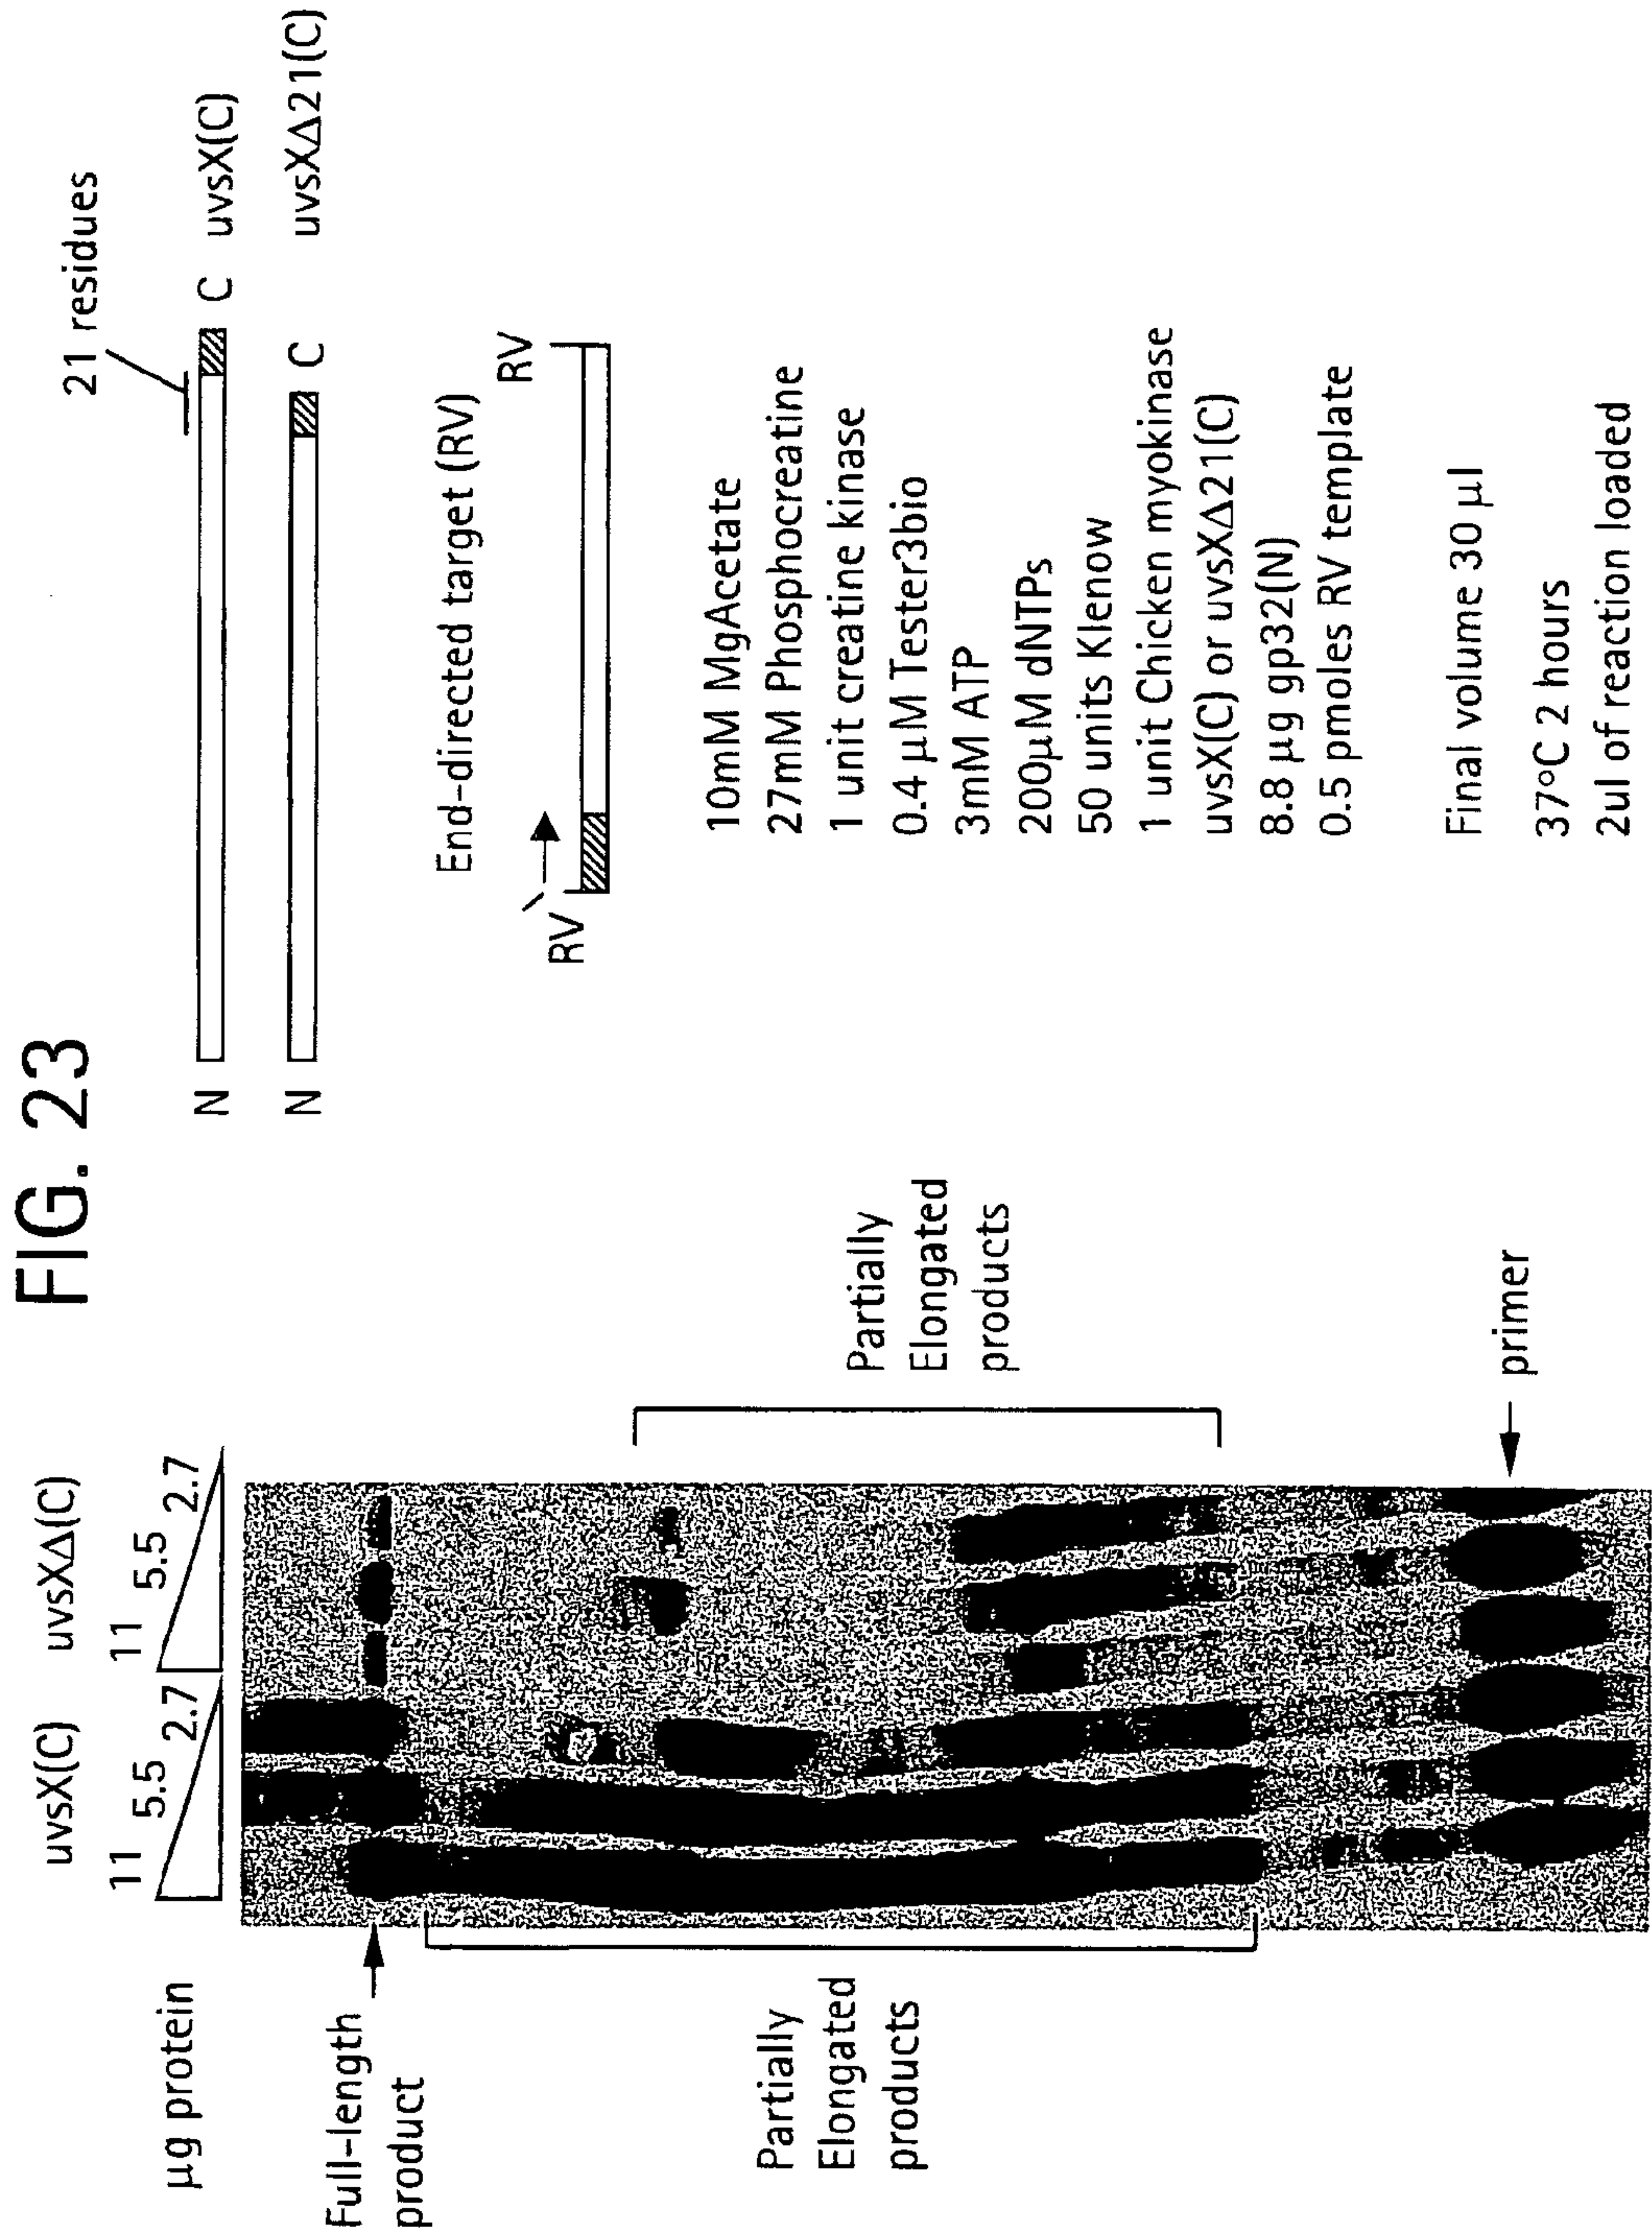 FIG. 23
µg protein
uvsX(C)
uvsXΔ(C)
11
5.5
2.7
11
5.5
2.7
Full-length
product
Partially
Elongated
products
Partially
Elongated
products
primer
21 residues
N
C
uvsX(C)
N
C
uvsXΔ21(C)
End-directed target (RV)
RV
RV
10mM MgAcetate
27mM Phosphocreatine
1 unit creatine kinase
0.4 µM Tester3bio
3mM ATP
200µM dNTPs
50 units Klenow
1 unit Chicken myokinase
uvsX(C) or uvsXΔ21(C)
8.8 µg gp32(N)
0.5 pmoles RV template
Final volume 30 µl
37°C 2 hours
2ul of reaction loaded